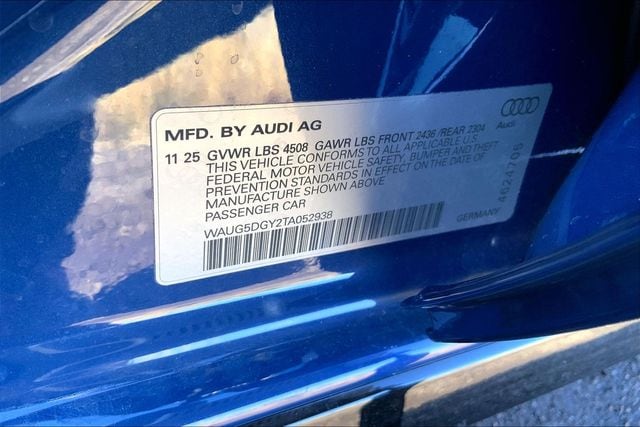 MFD. BY AUDI AG
11 25 GVWR LBS 4508 GAWR LBS FRONT 2436 /REAR 2304
THIS VEHICLE CONFORMS TO ALL APPLICABLE U.S.
FEDERAL MOTOR VEHICLE SAFETY, BUMPER AND THEFT
PREVENTION STANDARDS IN EFFECT ON THE DATE OF
MANUFACTURE SHOWN ABOVE
PASSENGER CAR
WAUG5DGY2TA052938
GERMANY
Audi
4624705